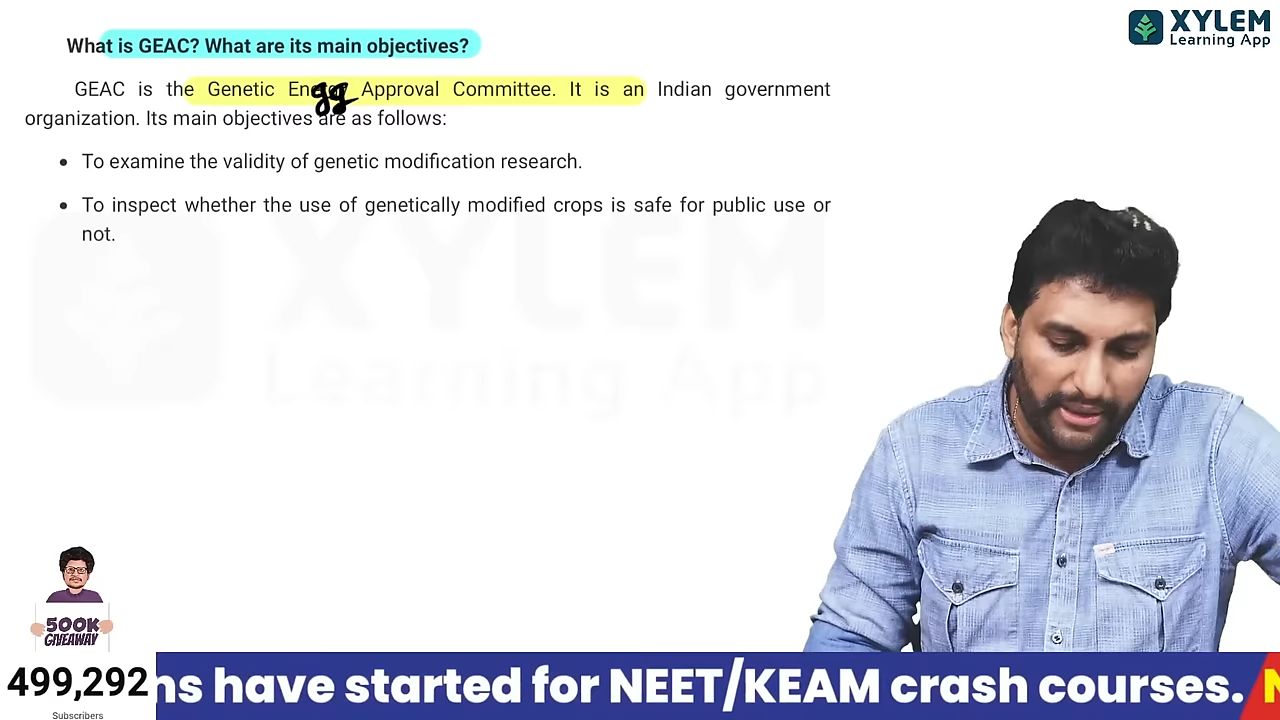 XYLEM
Learning App
What is GEAC? What are its main objectives?
GEAC is the Genetic Approval Committee. It is an Indian government
organization. Its main objectives are as follows:
• To examine the validity of genetic modification research.
• To inspect whether the use of genetically modified crops is safe for public use or
not.
XYLEM
Learning App
500K
GIVEAWAY
499,292
Subscribers
ns have started for NEET/KEAM crash courses.